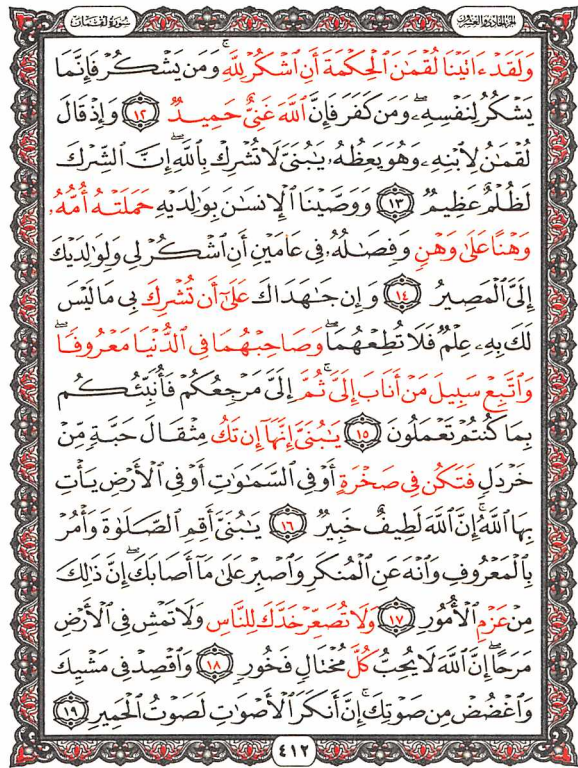 سورة لقمان
الجزء الحادي والعشرون
وَلَقَدْ ءَاتَيْنَا لُقْمَٰنَ ٱلْحِكْمَةَ أَنِ ٱشْكُرْ لِلَّهِ ۚ وَمَن يَشْكُرْ فَإِنَّمَا
يَشْكُرُ لِنَفْسِهِۦ ۖ وَمَن كَفَرَ فَإِنَّ ٱللَّهَ غَنِىٌّ حَمِيدٌ ١٢ وَإِذْ قَالَ
لُقْمَٰنُ لِٱبْنِهِۦ وَهُوَ يَعِظُهُۥ يَٰبُنَىَّ لَا تُشْرِكْ بِٱللَّهِ ۖ إِنَّ ٱلشِّرْكَ
لَظُلْمٌ عَظِيمٌ ١٣ وَوَصَّيْنَا ٱلْإِنسَٰنَ بِوَٰلِدَيْهِ حَمَلَتْهُ أُمُّهُۥ
وَهْنًا عَلَىٰ وَهْنٍ وَفِصَٰلُهُۥ فِى عَامَيْنِ أَنِ ٱشْكُرْ لِى وَلِوَٰلِدَيْكَ
إِلَىَّ ٱلْمَصِيرُ ١٤ وَإِن جَٰهَدَاكَ عَلَىٰٓ أَن تُشْرِكَ بِى مَا لَيْسَ
لَكَ بِهِۦ عِلْمٌ فَلَا تُطِعْهُمَا ۖ وَصَاحِبْهُمَا فِى ٱلدُّنْيَا مَعْرُوفًا ۖ
وَٱتَّبِعْ سَبِيلَ مَنْ أَنَابَ إِلَىَّ ۚ ثُمَّ إِلَىَّ مَرْجِعُكُمْ فَأُنَبِّئُكُم
بِمَا كُنتُمْ تَعْمَلُونَ ١٥ يَٰبُنَىَّ إِنَّهَآ إِن تَكُ مِثْقَالَ حَبَّةٍ مِّنْ
خَرْدَلٍ فَتَكُن فِى صَخْرَةٍ أَوْ فِى ٱلسَّمَٰوَٰتِ أَوْ فِى ٱلْأَرْضِ يَأْتِ
بِهَا ٱللَّهُ ۚ إِنَّ ٱللَّهَ لَطِيفٌ خَبِيرٌ ١٦ يَٰبُنَىَّ أَقِمِ ٱلصَّلَوٰةَ وَأْمُرْ
بِٱلْمَعْرُوفِ وَٱنْهَ عَنِ ٱلْمُنكَرِ وَٱصْبِرْ عَلَىٰ مَآ أَصَابَكَ ۖ إِنَّ ذَٰلِكَ
مِنْ عَزْمِ ٱلْأُمُورِ ١٧ وَلَا تُصَعِّرْ خَدَّكَ لِلنَّاسِ وَلَا تَمْشِ فِى ٱلْأَرْضِ
مَرَحًا ۖ إِنَّ ٱللَّهَ لَا يُحِبُّ كُلَّ مُخْتَالٍ فَخُورٍ ١٨ وَٱقْصِدْ فِى مَشْيِكَ
وَٱغْضُضْ مِن صَوْتِكَ ۚ إِنَّ أَنكَرَ ٱلْأَصْوَٰتِ لَصَوْتُ ٱلْحَمِيرِ ١٩
٤١٢